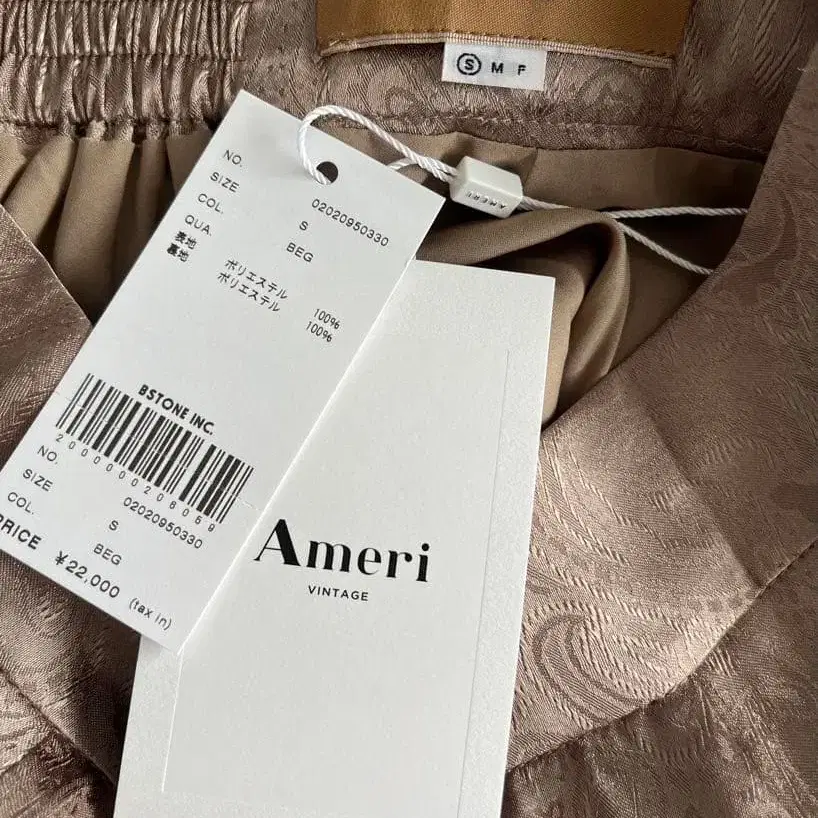 Ⓢ M F
AMERI
NO. 02020950330
SIZE S
COL. BEG
QUA.
表地 ポリエステル 100%
裏地 ポリエステル 100%
BSTONE INC.
2000000206059
NO. 02020950330
SIZE S
COL. BEG
PRICE ¥22,000 (tax in)
Ameri
VINTAGE